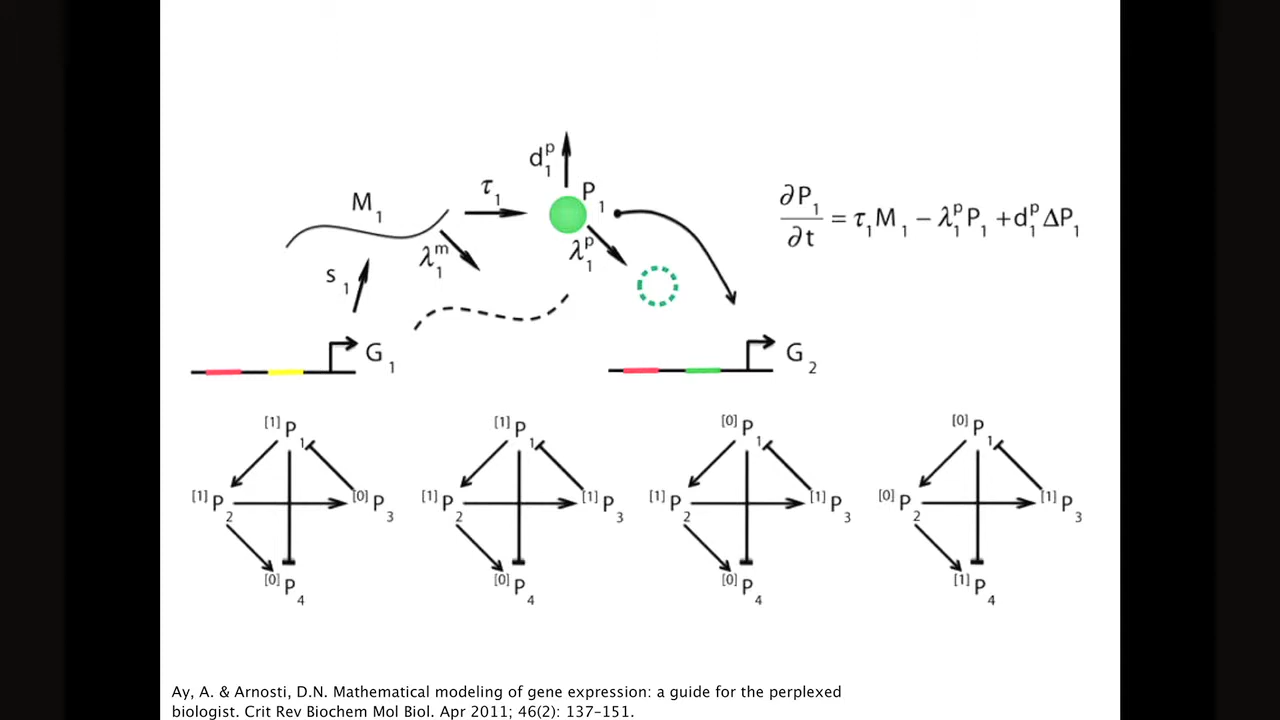 d₁ᵖ
τ₁
P₁
M₁
∂P₁/∂t = τ₁M₁ − λ₁ᵖP₁ + d₁ᵖΔP₁
λ₁ᵐ
λ₁ᵖ
s₁
G₁
G₂
[1]P₁ [1]P₁ [0]P₁ [0]P₁
[1]P₂ [0]P₃ [1]P₂ [1]P₃ [1]P₂ [1]P₃ [0]P₂ [1]P₃
[0]P₄ [0]P₄ [0]P₄ [1]P₄
Ay, A. & Arnosti, D.N. Mathematical modeling of gene expression: a guide for the perplexed
biologist. Crit Rev Biochem Mol Biol. Apr 2011; 46(2): 137–151.